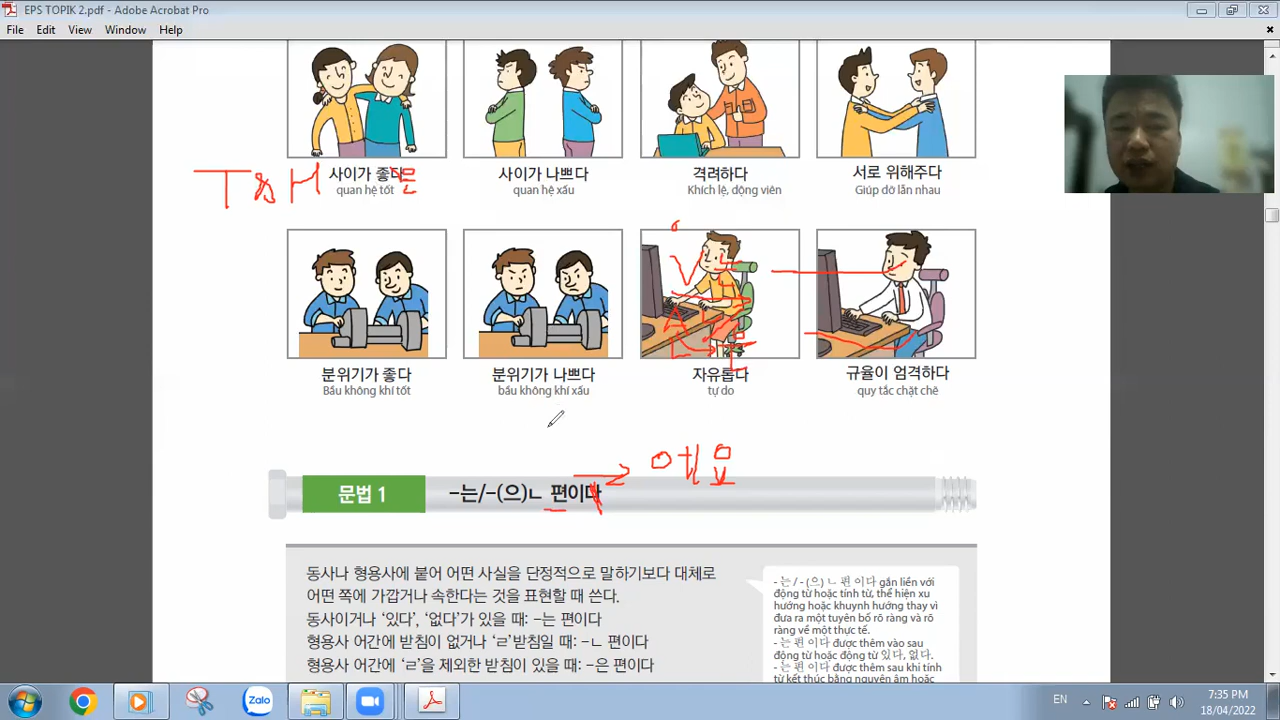 EPS TOPIK 2.pdf - Adobe Acrobat Pro
File Edit View Window Help
사이가 좋다
quan hệ tốt
사이가 나쁘다
quan hệ xấu
격려하다
Khích lệ, động viên
서로 위해주다
Giúp dỡ lẫn nhau
분위기가 좋다
Bầu không khí tốt
분위기가 나쁘다
bầu không khí xấu
자유롭다
tự do
규율이 엄격하다
quy tắc chặt chẽ
예요
문법 1
-는/-(으)ㄴ 편이다
동사나 형용사에 붙어 어떤 사실을 단정적으로 말하기보다 대체로
어떤 쪽에 가깝거나 속한다는 것을 표현할 때 쓴다.
동사이거나 ‘있다’, ‘없다’가 있을 때: -는 편이다
형용사 어간에 받침이 없거나 ‘ㄹ’받침일 때: -ㄴ 편이다
형용사 어간에 ‘ㄹ’을 제외한 받침이 있을 때: -은 편이다
- 는 / - (으) ㄴ 편 이다 gắn liền với
động từ hoặc tính từ, thể hiện xu
hướng hoặc khuynh hướng thay vì
đưa ra một tuyên bố rõ ràng và rõ
ràng về một thực tế.
- 는 편 이다 được thêm vào sau
động từ hoặc động từ 있다, 없다.
- 는 편 이다 được thêm sau khi tính
từ kết thúc bằng nguyên âm hoặc
Zalo
EN
7:35 PM
18/04/2022